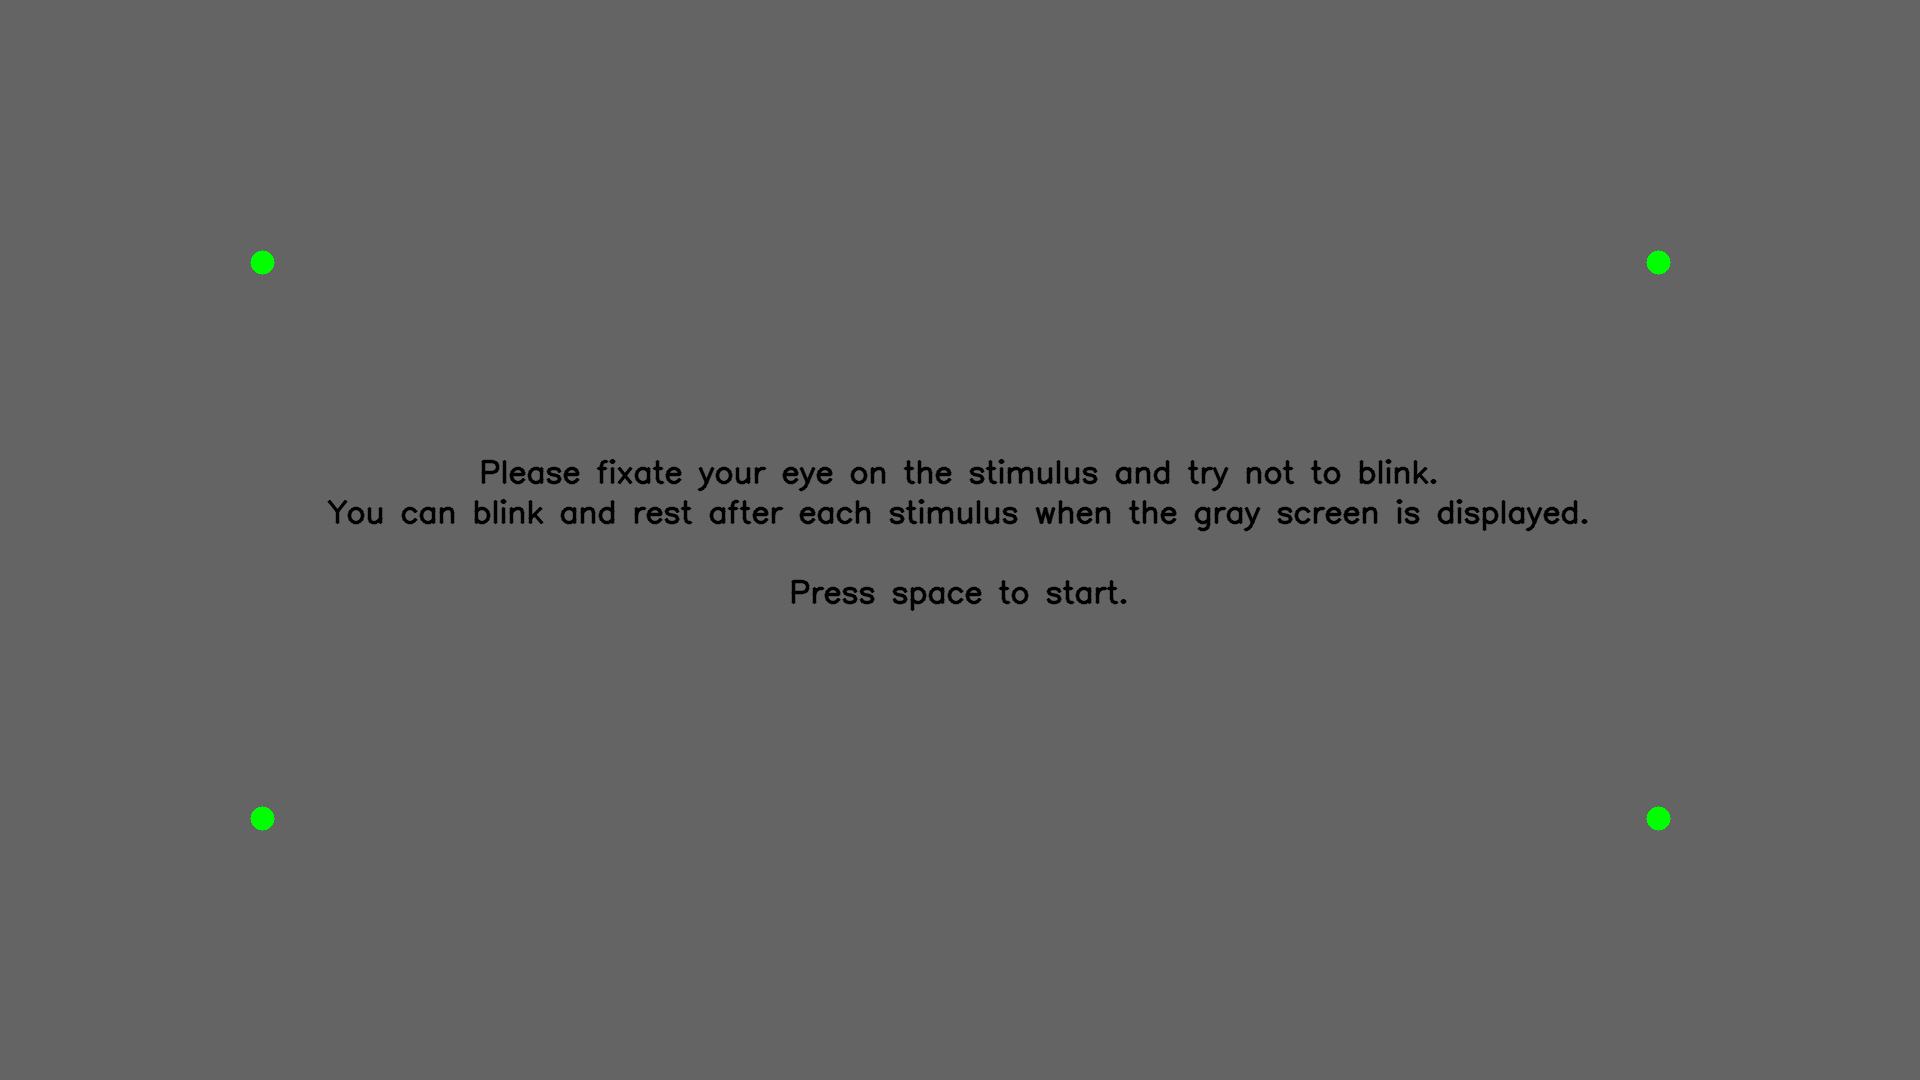 Please fixate your eye on the stimulus and try not to blink.
You can blink and rest after each stimulus when the gray screen is displayed.
Press space to start.